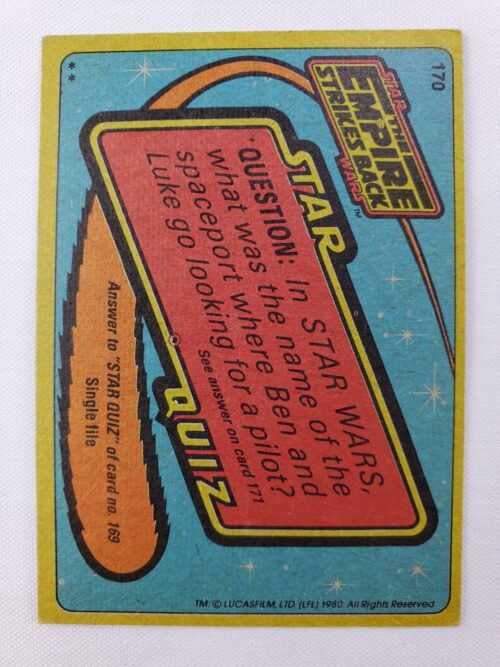 170
STAR
THE
EMPIRE
STRIKES BACK
WARS™
STAR
QUIZ
*QUESTION: In STAR WARS,
what was the name of the
spaceport where Ben and
Luke go looking for a pilot?
See answer on card 171
Answer to "STAR QUIZ" of card no. 169
Single file
**
TM: © LUCASFILM, LTD. (LFL) 1980. All Rights Reserved